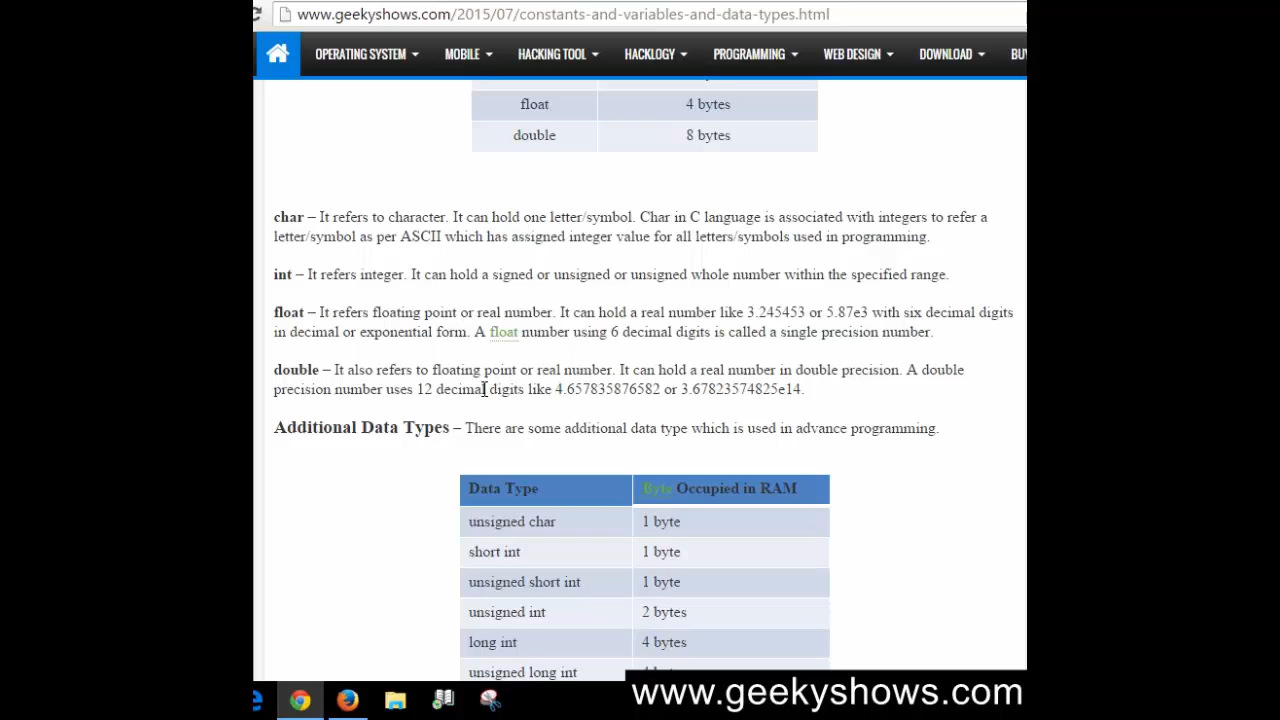 www.geekyshows.com/2015/07/constants-and-variables-and-data-types.html
OPERATING SYSTEM MOBILE HACKING TOOL HACKLOGY PROGRAMMING WEB DESIGN DOWNLOAD
float 4 bytes
double 8 bytes
char – It refers to character. It can hold one letter/symbol. Char in C language is associated with integers to refer a
letter/symbol as per ASCII which has assigned integer value for all letters/symbols used in programming.
int – It refers integer. It can hold a signed or unsigned or unsigned whole number within the specified range.
float – It refers floating point or real number. It can hold a real number like 3.245453 or 5.87e3 with six decimal digits
in decimal or exponential form. A float number using 6 decimal digits is called a single precision number.
double – It also refers to floating point or real number. It can hold a real number in double precision. A double
precision number uses 12 decimal digits like 4.657835876582 or 3.67823574825e14.
Additional Data Types – There are some additional data type which is used in advance programming.
Data Type Byte Occupied in RAM
unsigned char 1 byte
short int 1 byte
unsigned short int 1 byte
unsigned int 2 bytes
long int 4 bytes
unsigned long int
www.geekyshows.com